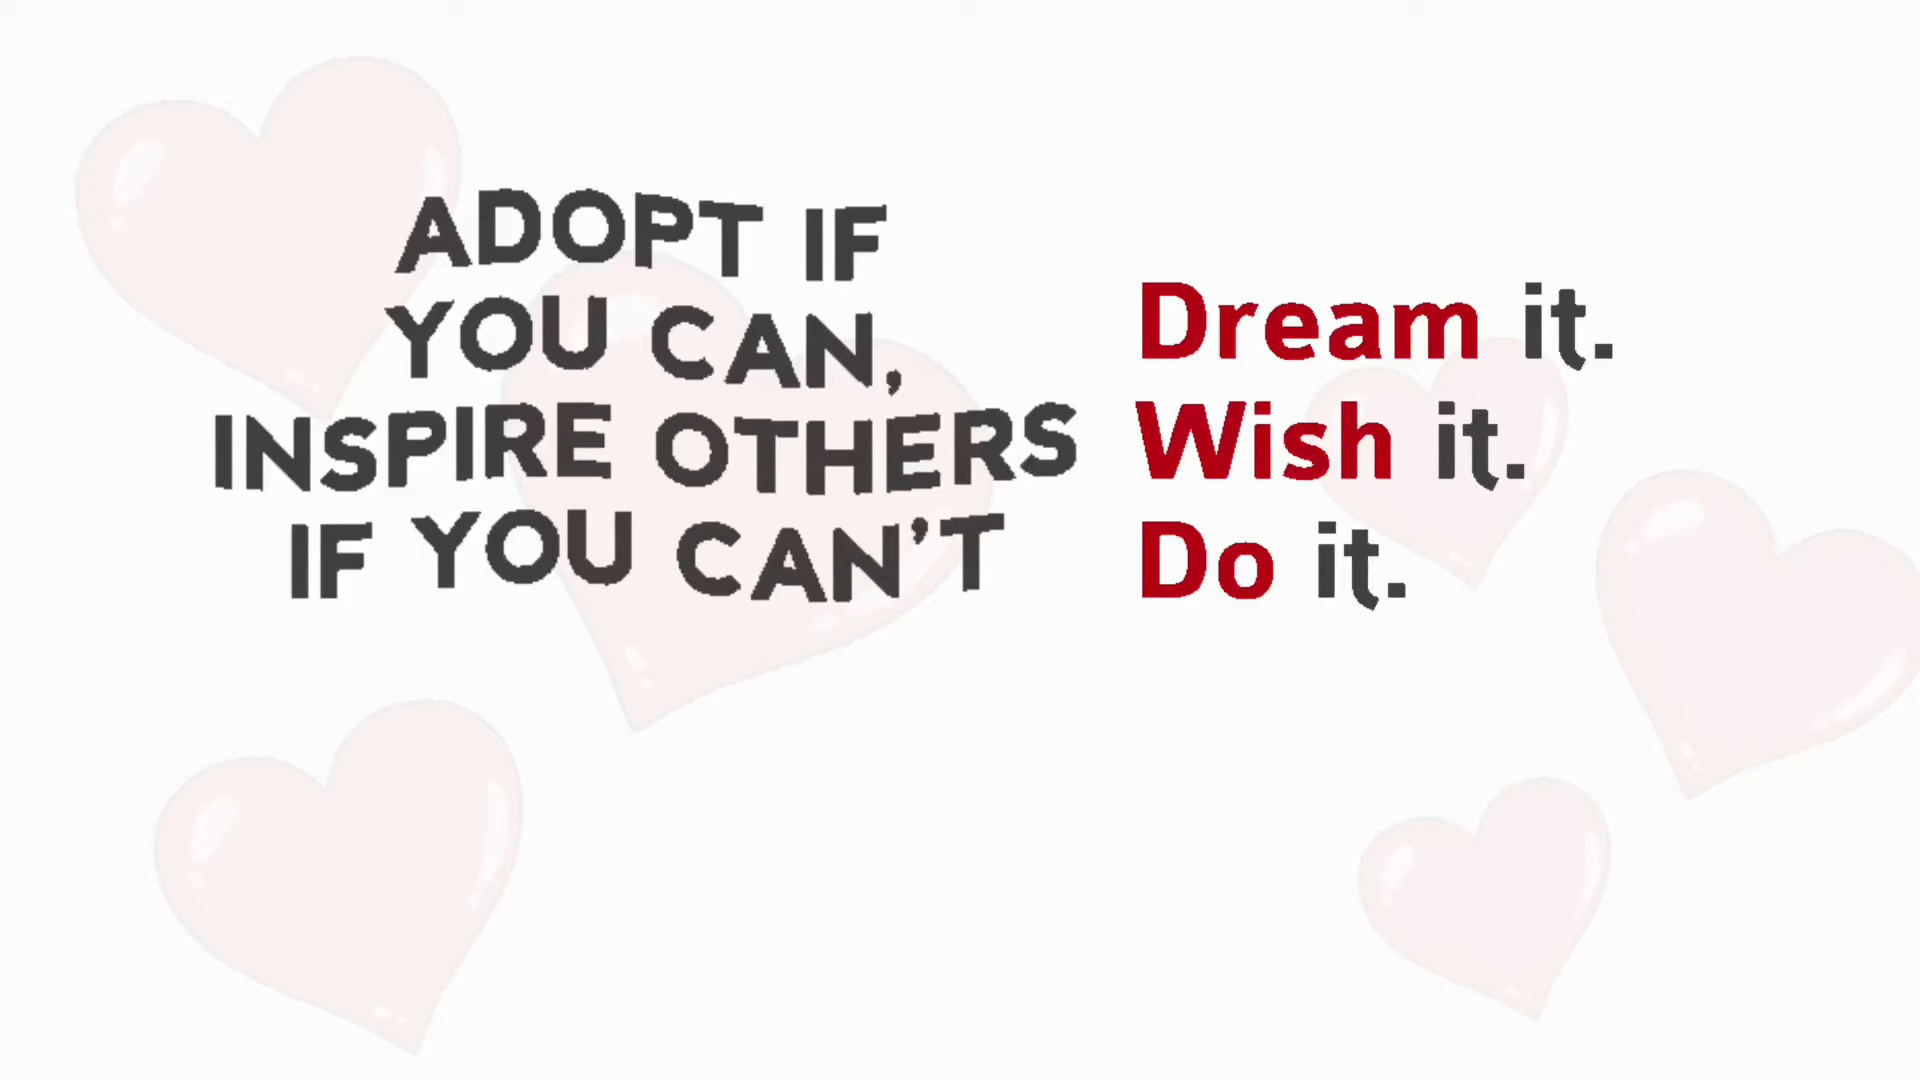 ADOPT IF
YOU CAN,
INSPIRE OTHERS
IF YOU CAN’T
Dream it.
Wish it.
Do it.